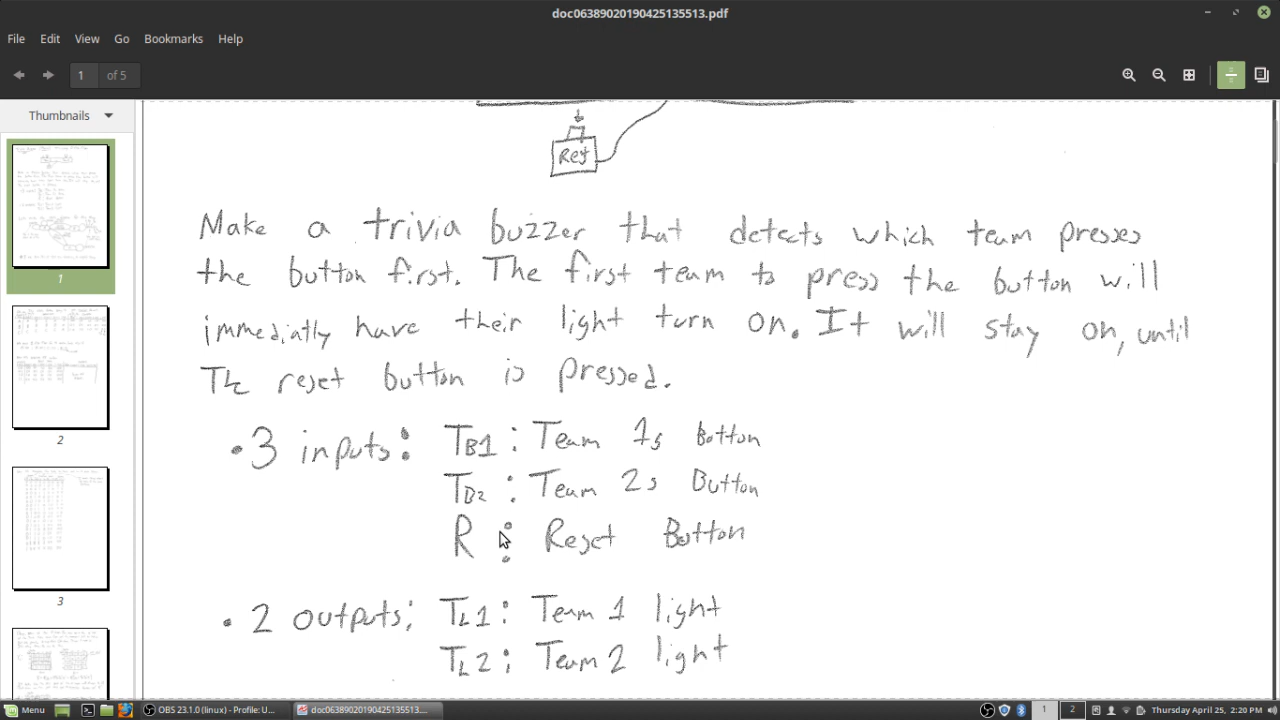 doc06389020190425135513.pdf
File Edit View Go Bookmarks Help
1 of 5
Thumbnails
1
2
3
Make a trivia buzzer that detects which team presses
the button first. The first team to press the button will
immediatly have their light turn on. It will stay on, until
The reset button is pressed.
• 3 inputs: TB1 : Team 1s Botton
TB2 : Team 2s Button
R : Reset Button
• 2 outputs: TL1 : Team 1 light
TL2 : Team 2 light
Menu OBS 23.1.0 (linux) - Profile: U... doc06389020190425135513.pdf... 1 2 Thursday April 25, 2:20 PM